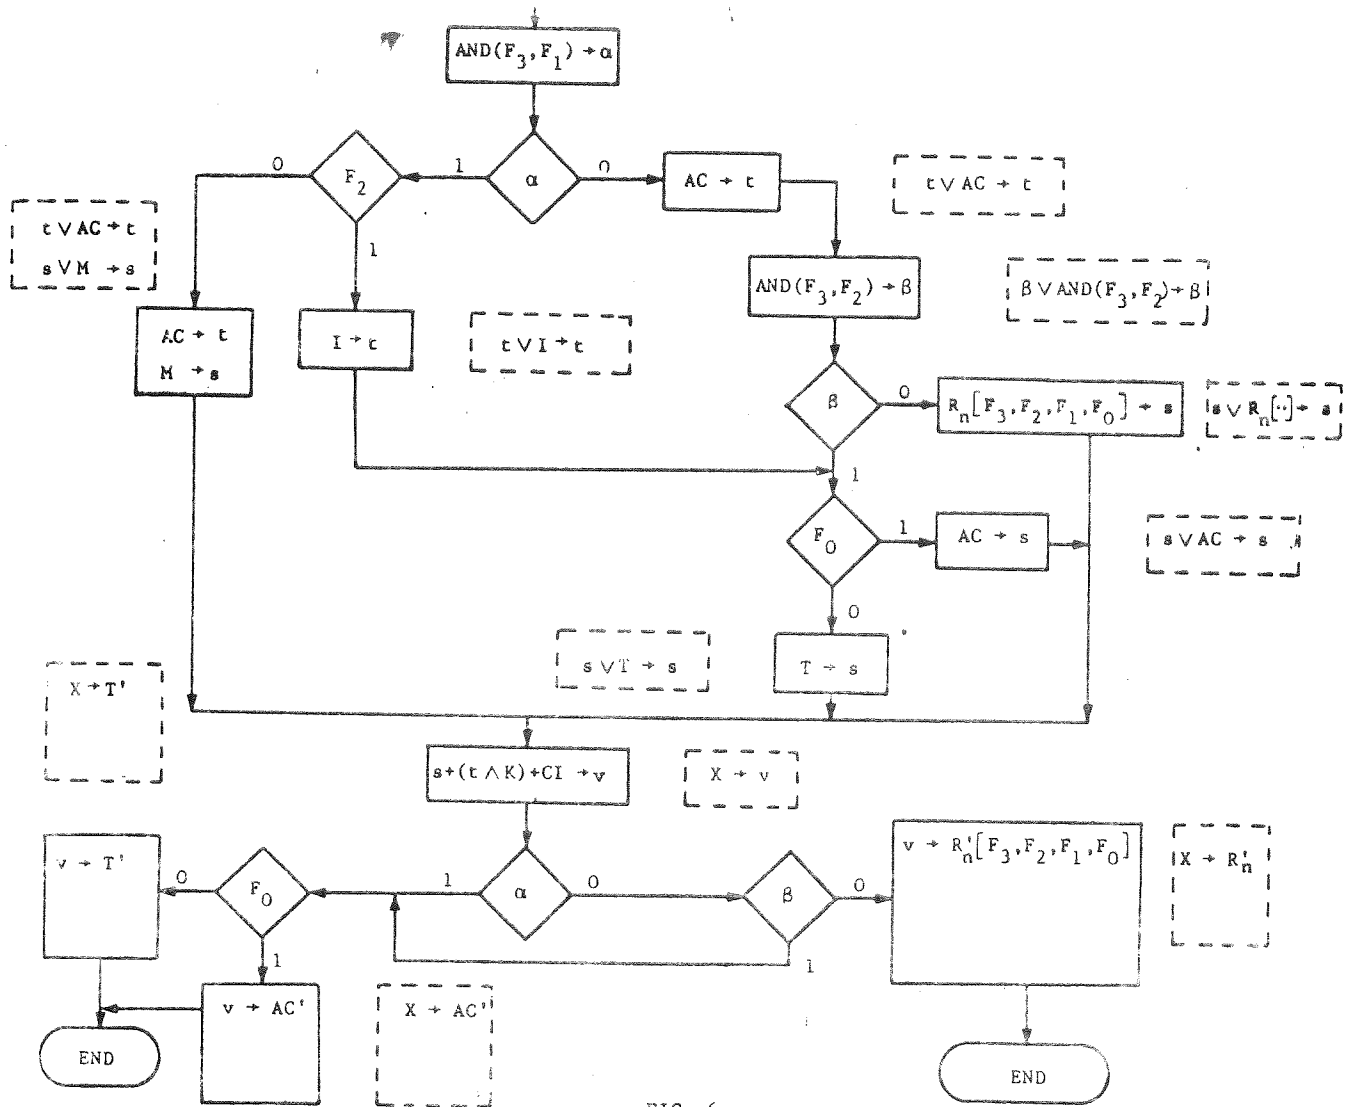 AND(F3,F1)→α
0
F2
1
α
0
AC → t
t∨AC → t
t∨AC→t
s∨M → s
1
AND(F3,F2)→β
β∨AND(F3,F2)→β
AC → t
M → s
I→t
t∨I→t
β
0
Rn[F3,F2,F1,F0] → s
s∨Rn[..]→ s
1
F0
1
AC → s
s∨AC → s
0
s∨T → s
T → s
X→T'
s+(t∧K)+CI →v
X → v
v → T'
0
F0
1
α
0
β
0
v → R'n[F3,F2,F1,F0]
X → R'n
1
1
v → AC'
X → AC'
END
END